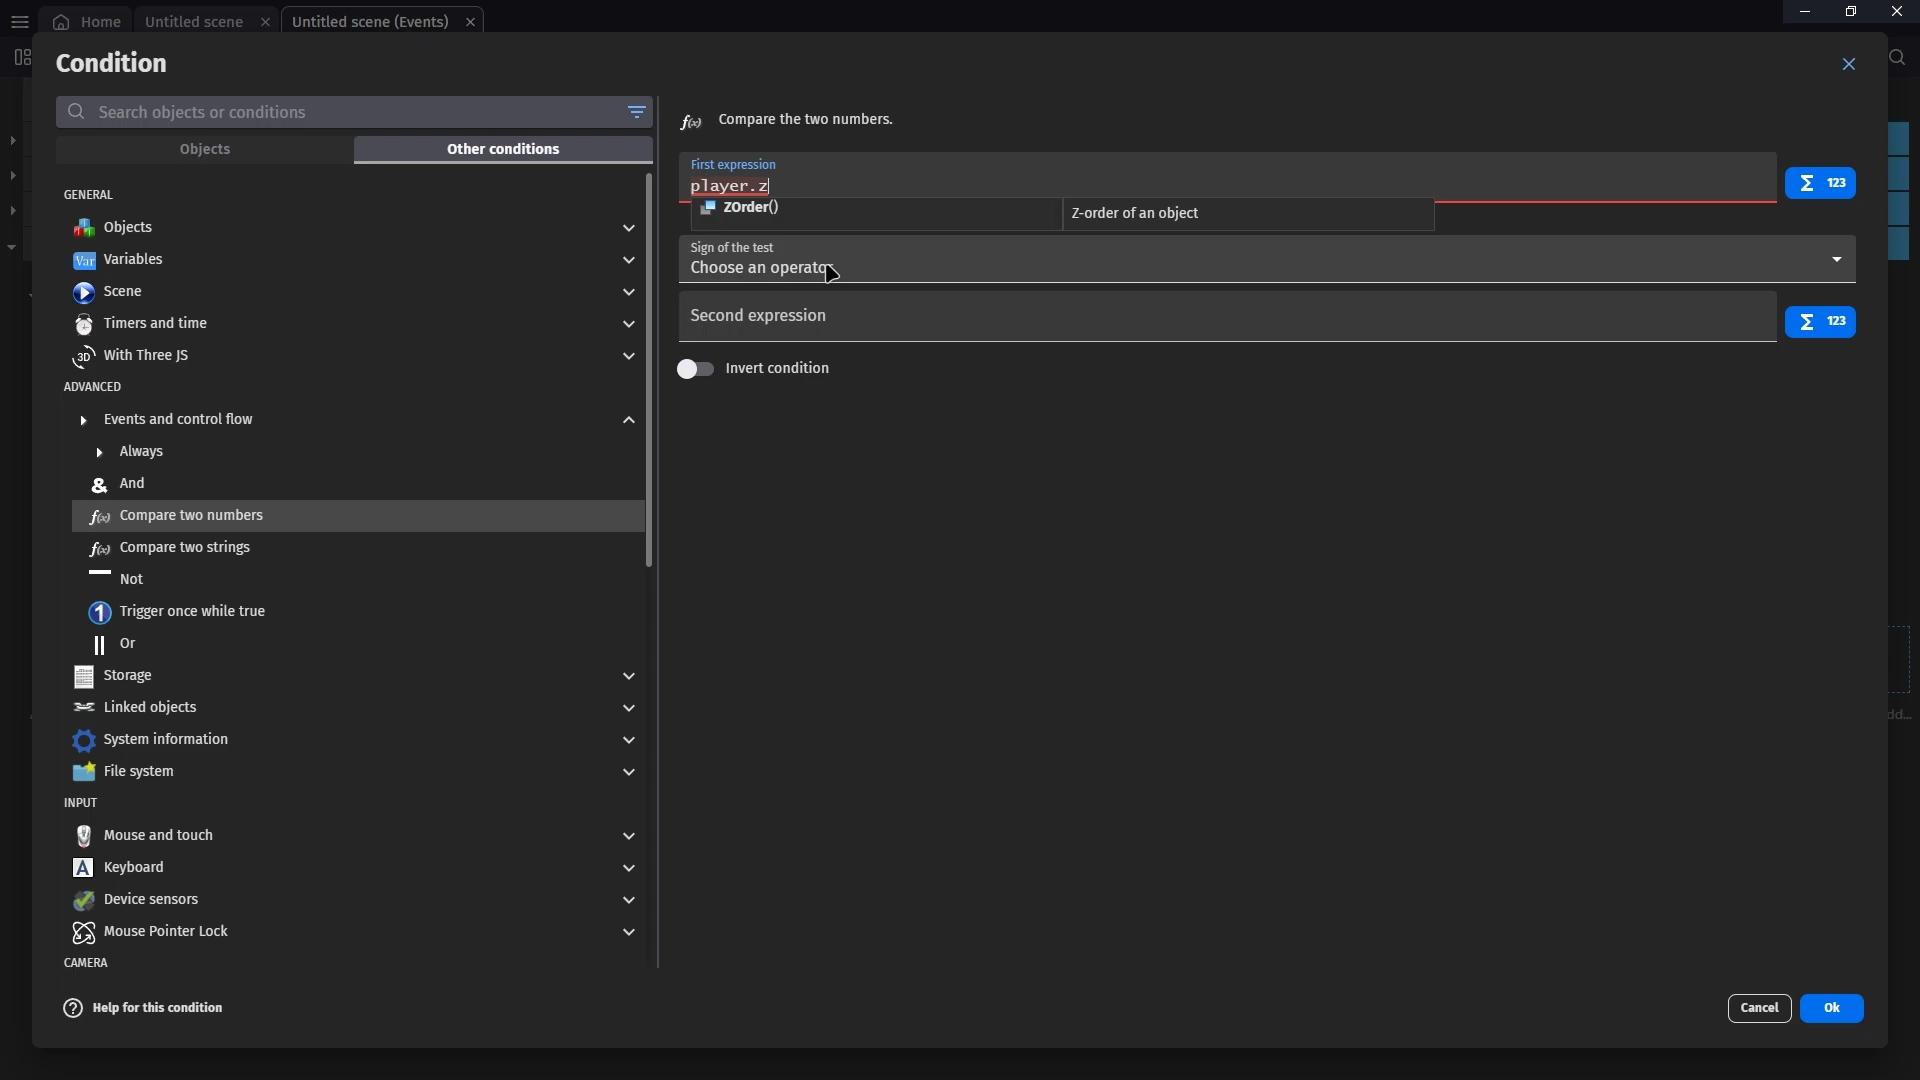 Home
Untitled scene
Untitled scene (Events)
Condition
Search objects or conditions
Objects
Other conditions
GENERAL
Objects
Var Variables
Scene
Timers and time
3D With Three JS
ADVANCED
Events and control flow
Always
& And
f(x) Compare two numbers
f(x) Compare two strings
Not
1 Trigger once while true
Or
Storage
Linked objects
System information
File system
INPUT
Mouse and touch
A Keyboard
Device sensors
Mouse Pointer Lock
CAMERA
Help for this condition
f(x) Compare the two numbers.
First expression
player.z
Σ 123
ZOrder()
Z-order of an object
Sign of the test
Choose an operator
Second expression
Σ 123
Invert condition
dd...
Cancel
Ok